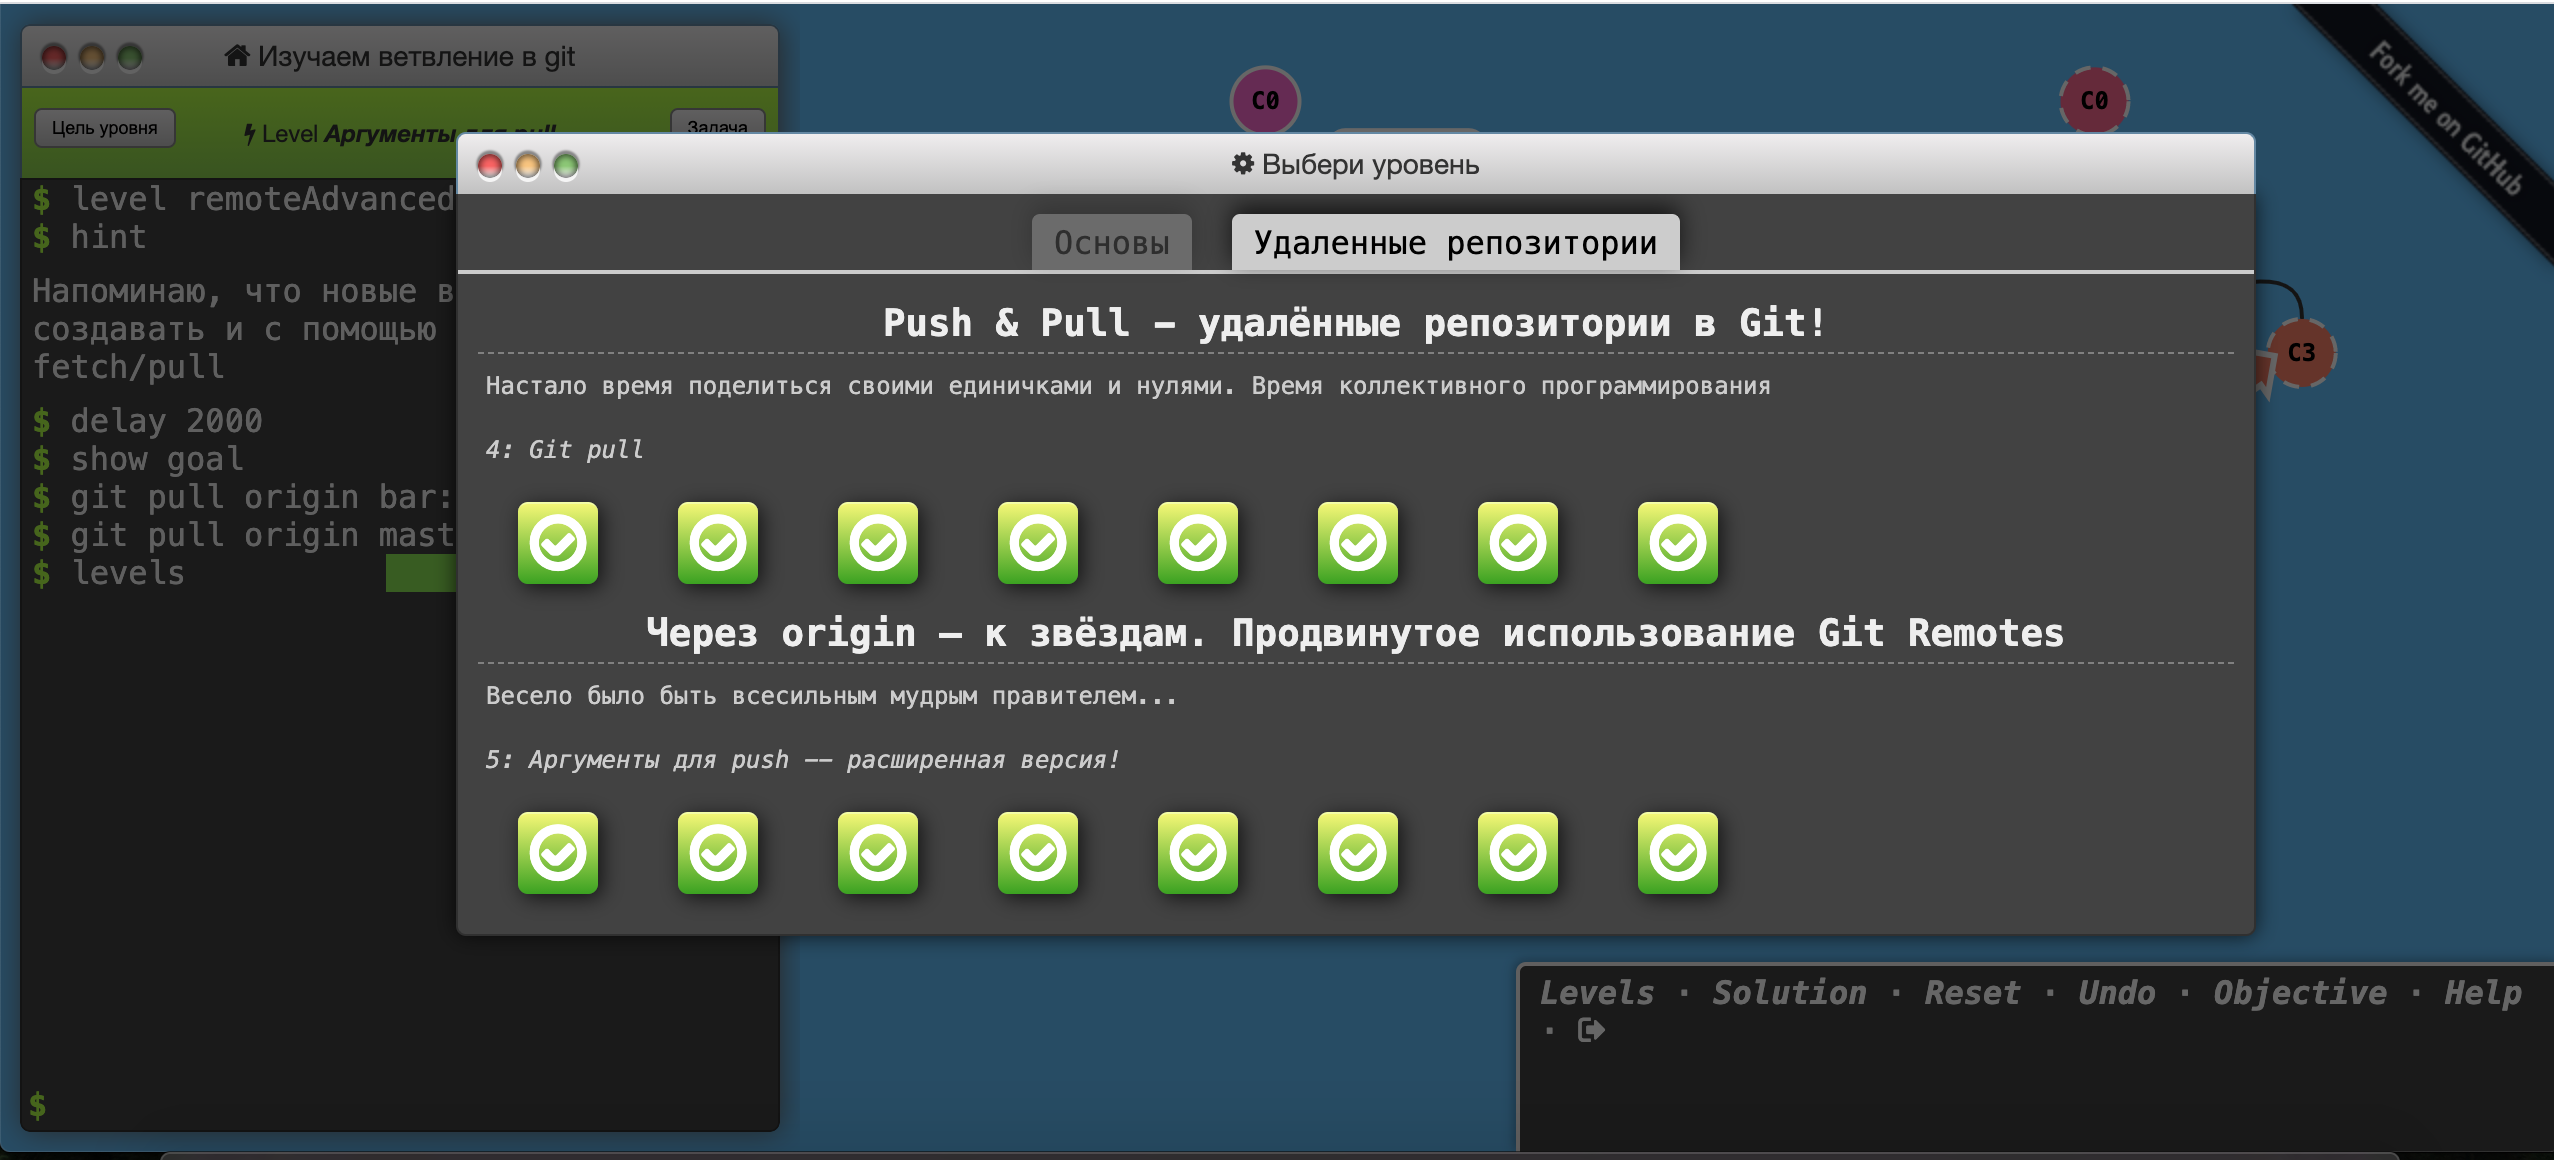 Изучаем ветвление в git
Цель уровня
Level Аргументы для pull
Задача
$ level remoteAdvanced
$ hint
Напоминаю, что новые в
создавать и с помощью
fetch/pull
$ delay 2000
$ show goal
$ git pull origin bar:
$ git pull origin mast
$ levels
$
C0
C0
Fork me on GitHub
C3
Выбери уровень
Основы
Удаленные репозитории
Push & Pull – удалённые репозитории в Git!
Настало время поделиться своими единичками и нулями. Время коллективного программирования
4: Git pull
Через origin – к звёздам. Продвинутое использование Git Remotes
Весело было быть всесильным мудрым правителем...
5: Аргументы для push -- расширенная версия!
Levels · Solution · Reset · Undo · Objective · Help
·